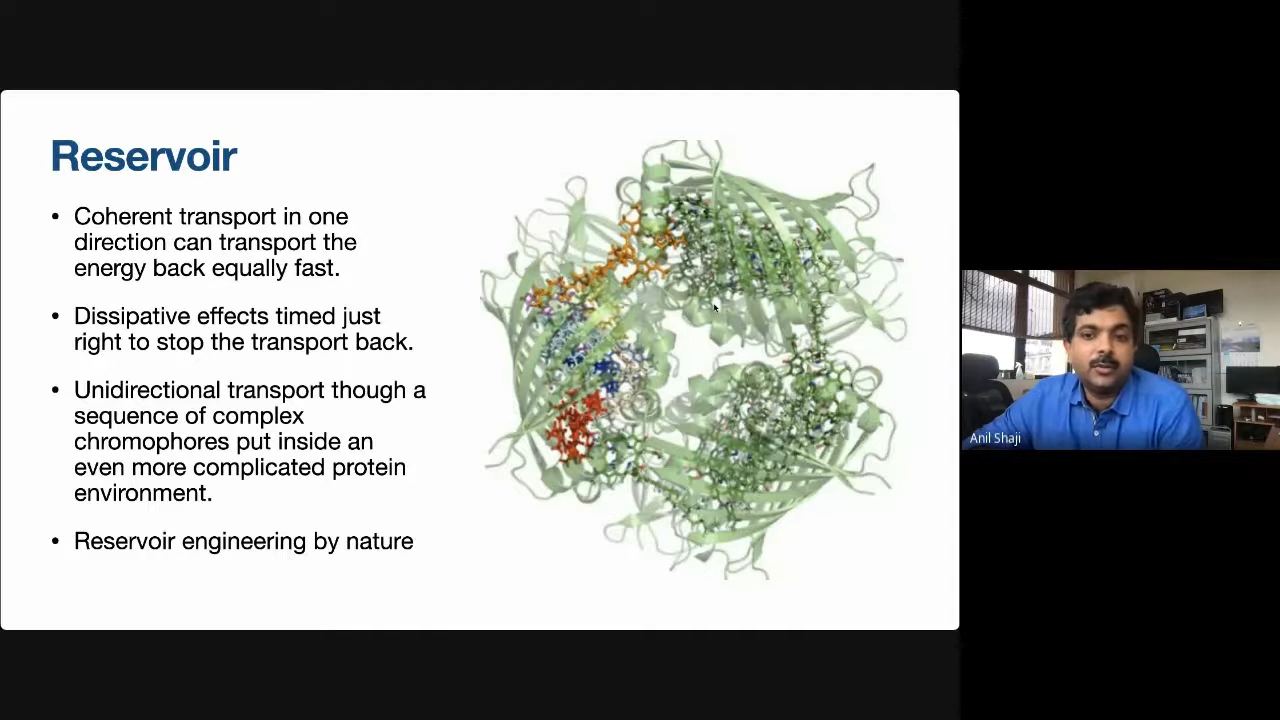 Reservoir
• Coherent transport in one
direction can transport the
energy back equally fast.
• Dissipative effects timed just
right to stop the transport back.
• Unidirectional transport though a
sequence of complex
chromophores put inside an
even more complicated protein
environment.
• Reservoir engineering by nature
Anil Shaji